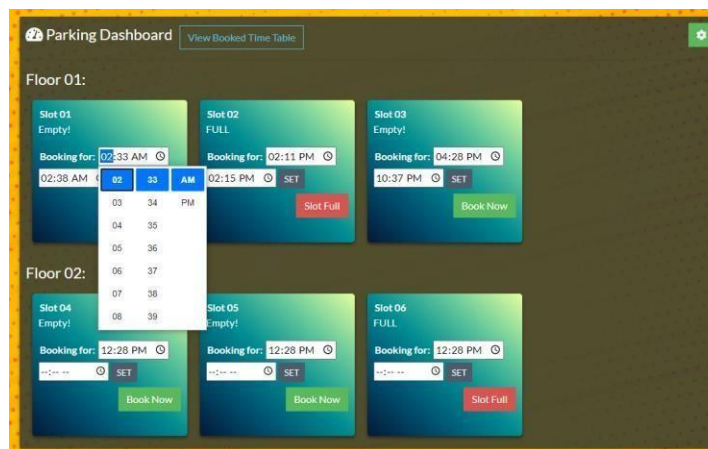 Parking Dashboard View Booked Time Table
Floor 01:
Slot 01
Empty!
Booking for: 02:33 AM
02:38 AM
02 33 AM
03 34 PM
04 35
05 36
06 37
07 38
08 39
Slot 02
FULL
Booking for: 02:11 PM
02:15 PM SET
Slot Full
Slot 03
Empty!
Booking for: 04:28 PM
10:37 PM SET
Book Now
Floor 02:
Slot 04
Empty!
Booking for: 12:28 PM
--:-- -- SET
Book Now
Slot 05
Empty!
Booking for: 12:28 PM
--:-- -- SET
Book Now
Slot 06
FULL
Booking for: 12:28 PM
--:-- -- SET
Slot Full